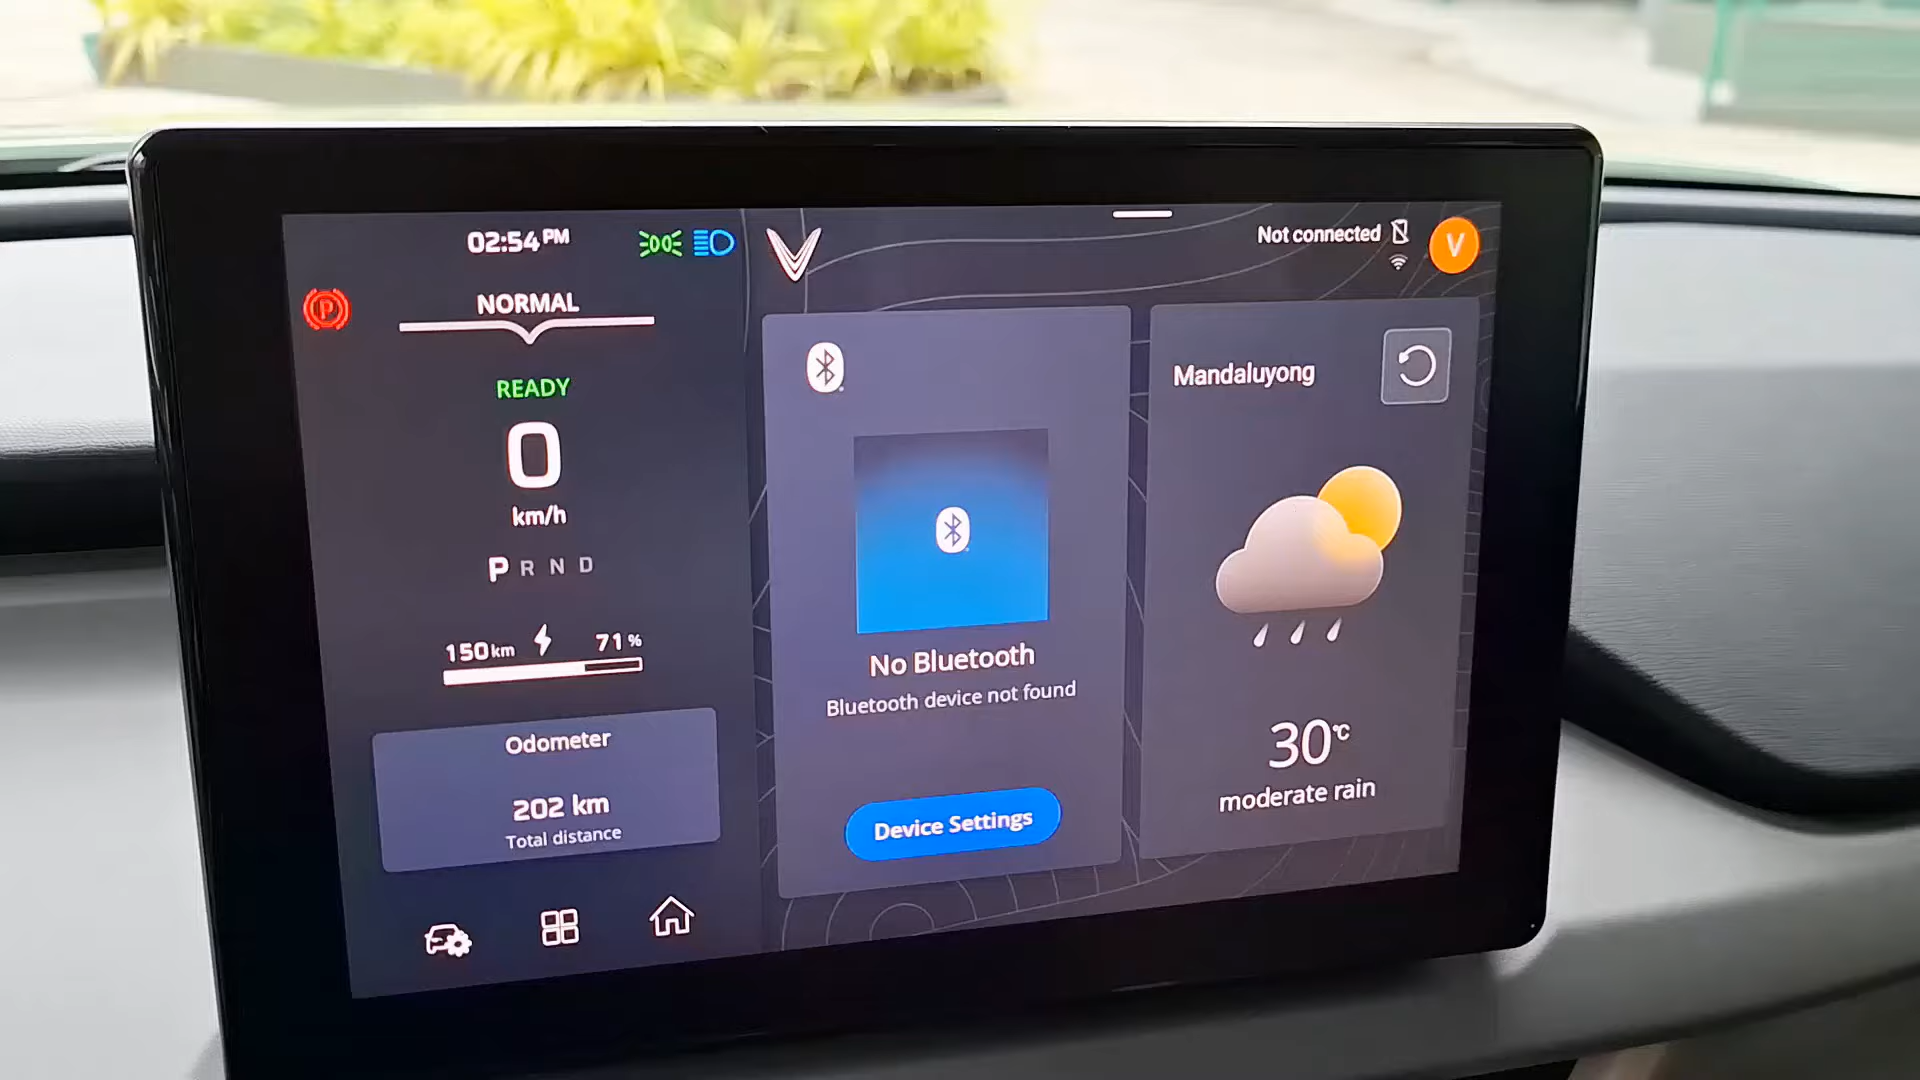 02:54 PM
NORMAL
READY
0
km/h
P R N D
150 km 71 %
Odometer
202 km
Total distance
Not connected
V
No Bluetooth
Bluetooth device not found
Device Settings
Mandaluyong
30°C
moderate rain